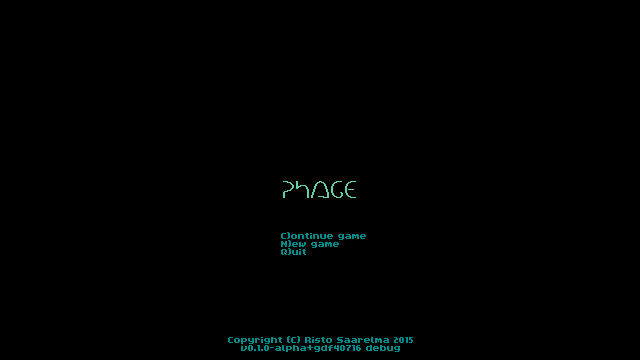 PHAGE
C)ontinue game
N)ew game
Q)uit
Copyright (C) Risto Saarelma 2015
v0.1.0-alpha+gdf40716 debug